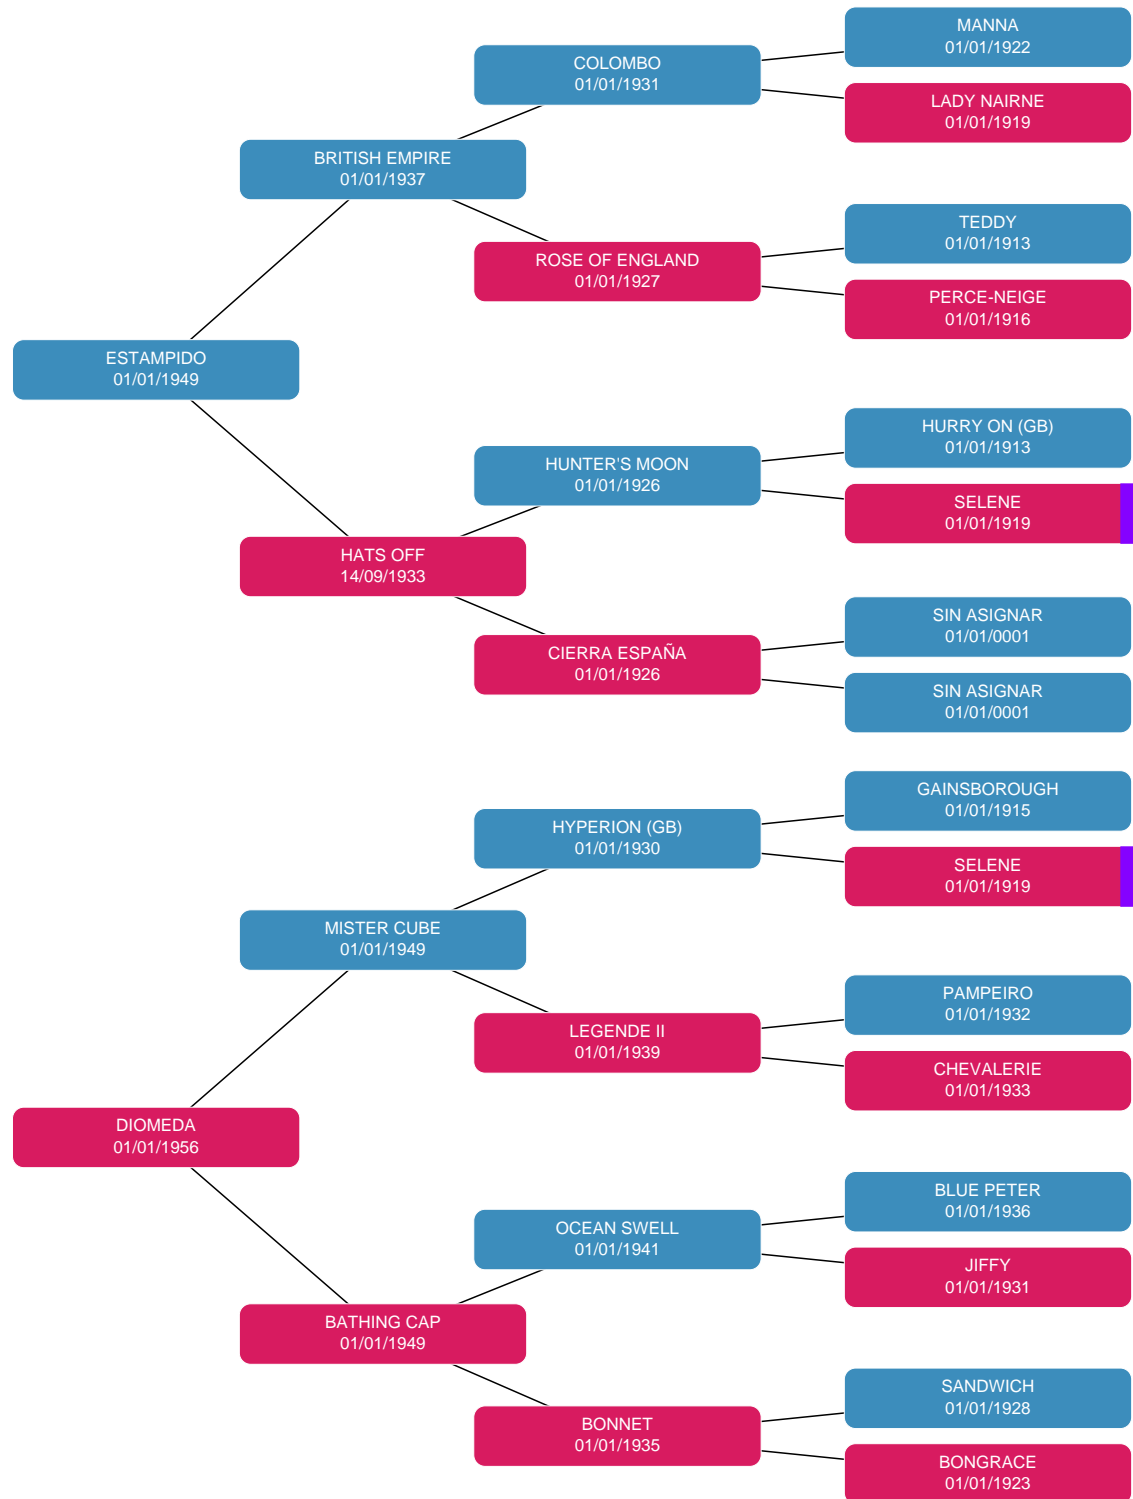 MANNA
01/01/1922
COLOMBO
01/01/1931
LADY NAIRNE
01/01/1919
BRITISH EMPIRE
01/01/1937
TEDDY
01/01/1913
ROSE OF ENGLAND
01/01/1927
PERCE-NEIGE
01/01/1916
ESTAMPIDO
01/01/1949
HURRY ON (GB)
01/01/1913
HUNTER'S MOON
01/01/1926
SELENE
01/01/1919
HATS OFF
14/09/1933
SIN ASIGNAR
01/01/0001
CIERRA ESPAÑA
01/01/1926
SIN ASIGNAR
01/01/0001
GAINSBOROUGH
01/01/1915
HYPERION (GB)
01/01/1930
SELENE
01/01/1919
MISTER CUBE
01/01/1949
PAMPEIRO
01/01/1932
LEGENDE II
01/01/1939
CHEVALERIE
01/01/1933
DIOMEDA
01/01/1956
BLUE PETER
01/01/1936
OCEAN SWELL
01/01/1941
JIFFY
01/01/1931
BATHING CAP
01/01/1949
SANDWICH
01/01/1928
BONNET
01/01/1935
BONGRACE
01/01/1923